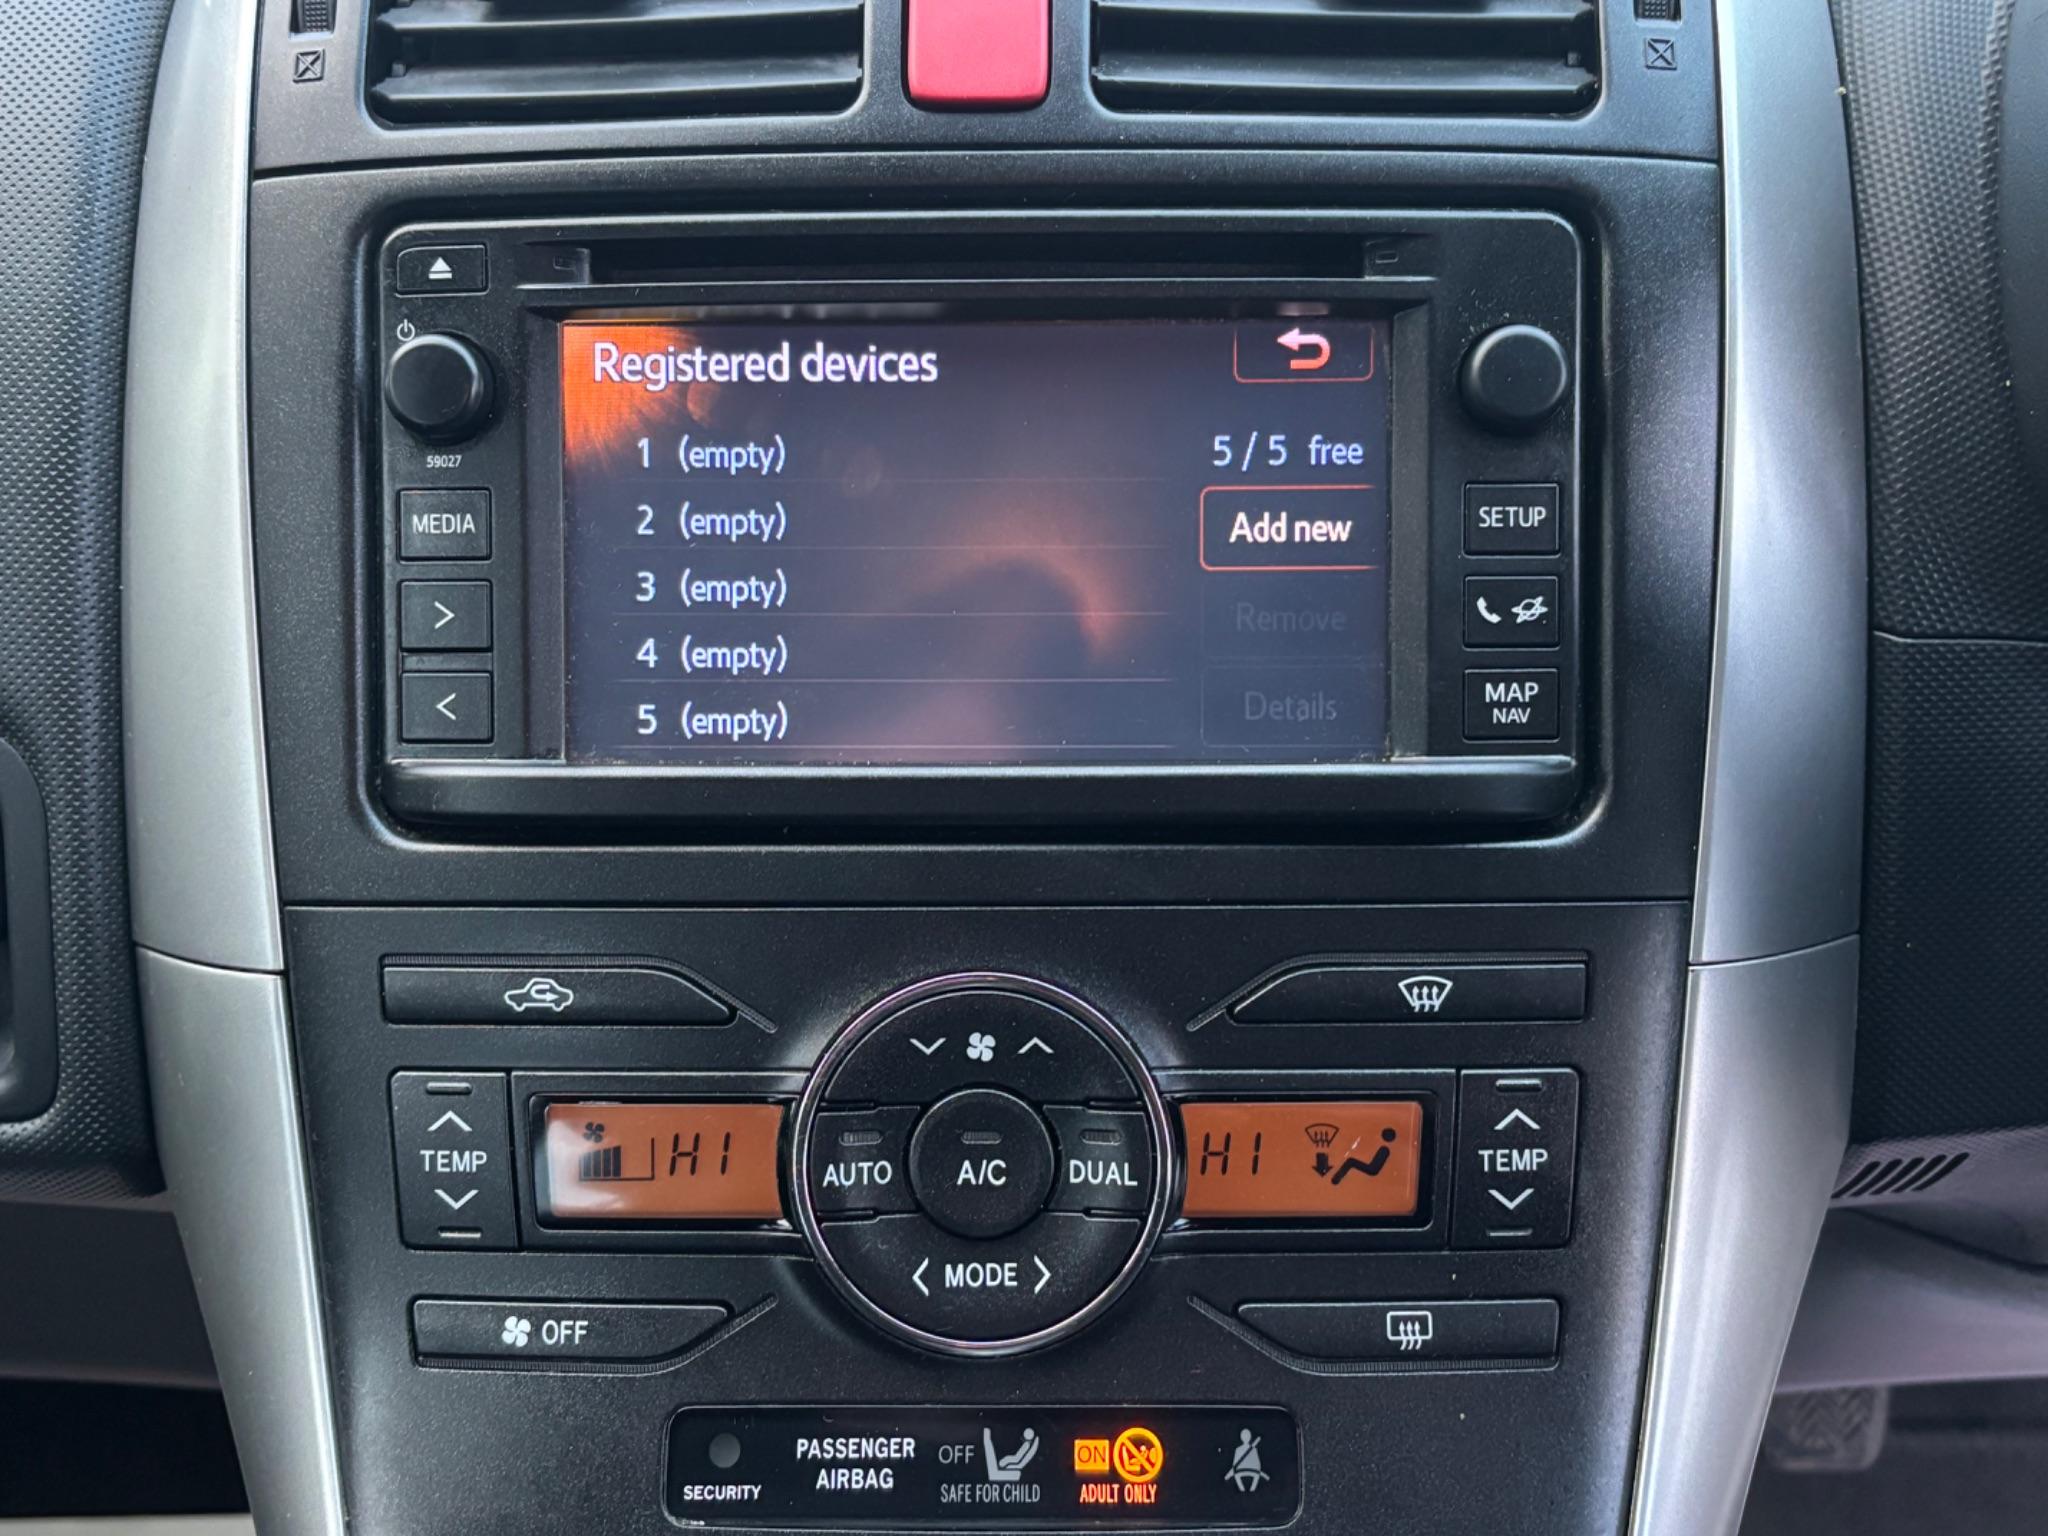 Registered devices
1 (empty)
5 / 5 free
2 (empty)
Add new
3 (empty)
Remove
4 (empty)
5 (empty)
Details
59027
MEDIA
>
<
SETUP
MAP
NAV
TEMP
HI
AUTO
A/C
DUAL
HI
TEMP
< MODE >
OFF
SECURITY
PASSENGER
AIRBAG
OFF
SAFE FOR CHILD
ON
ADULT ONLY